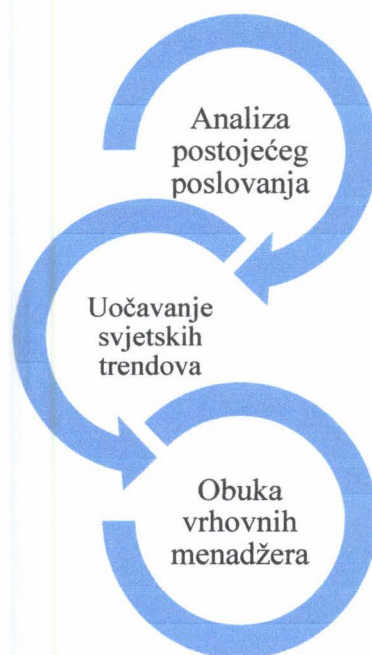 Analiza
postojećeg
poslovanja
Uočavanje
svjetskih
trendova
Obuka
vrhovnih
menadžera